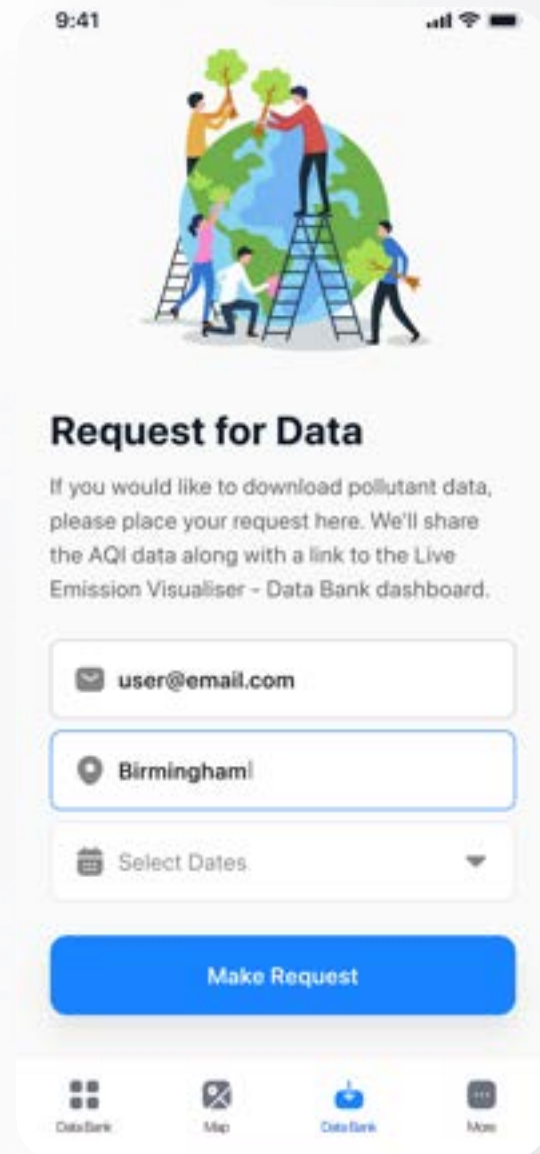 9:41
Request for Data
If you would like to download pollutant data,
please place your request here. We'll share
the AQI data along with a link to the Live
Emission Visualiser - Data Bank dashboard.
user@email.com
Birmingham
Select Dates
Make Request
Data Bank Map Data Bank More